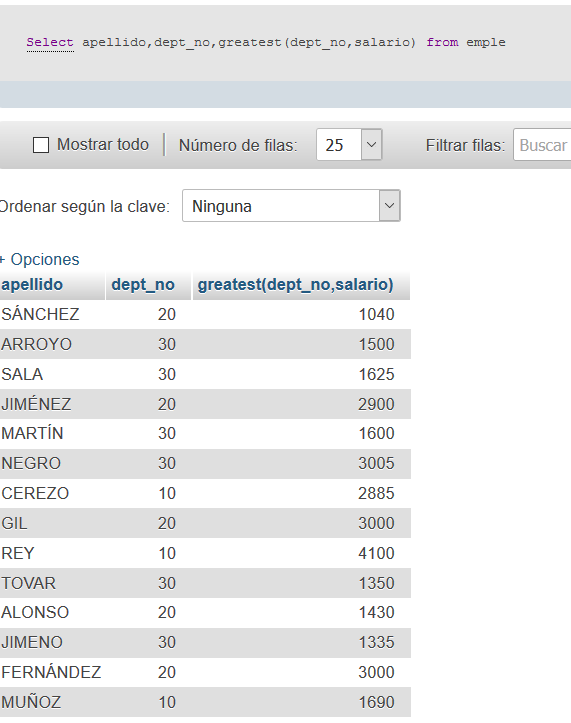 Select apellido,dept_no,greatest(dept_no,salario) from emple
Mostrar todo Número de filas: 25 Filtrar filas: Buscar
Ordenar según la clave: Ninguna
+ Opciones
apellido dept_no greatest(dept_no,salario)
SÁNCHEZ 20 1040
ARROYO 30 1500
SALA 30 1625
JIMÉNEZ 20 2900
MARTÍN 30 1600
NEGRO 30 3005
CEREZO 10 2885
GIL 20 3000
REY 10 4100
TOVAR 30 1350
ALONSO 20 1430
JIMENO 30 1335
FERNÁNDEZ 20 3000
MUÑOZ 10 1690